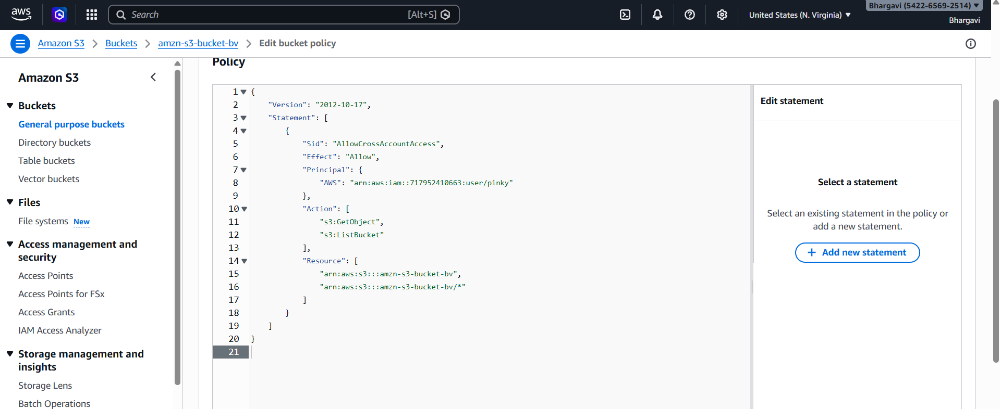 aws
Search
[Alt+S]
United States (N. Virginia)
Bhargavi (5422-6569-2514)
Bhargavi
Amazon S3
Buckets
amzn-s3-bucket-bv
Edit bucket policy
Amazon S3
Buckets
General purpose buckets
Directory buckets
Table buckets
Vector buckets
Files
File systems New
Access management and
security
Access Points
Access Points for FSx
Access Grants
IAM Access Analyzer
Storage management and
insights
Storage Lens
Batch Operations
Policy
1 {
2 "Version": "2012-10-17",
3 "Statement": [
4 {
5 "Sid": "AllowCrossAccountAccess",
6 "Effect": "Allow",
7 "Principal": {
8 "AWS": "arn:aws:iam::717952410663:user/pinky"
9 },
10 "Action": [
11 "s3:GetObject",
12 "s3:ListBucket"
13 ],
14 "Resource": [
15 "arn:aws:s3:::amzn-s3-bucket-bv",
16 "arn:aws:s3:::amzn-s3-bucket-bv/*"
17 ]
18 }
19 ]
20 }
21
Edit statement
Select a statement
Select an existing statement in the policy or
add a new statement.
+ Add new statement